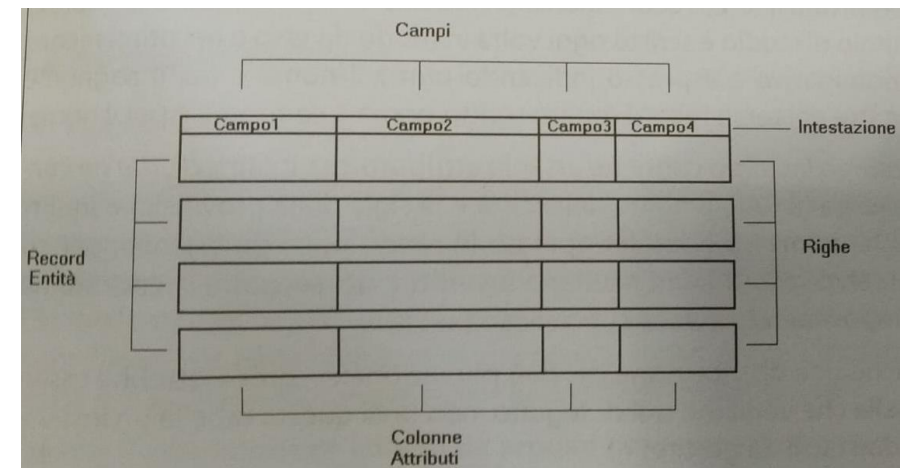 Campi
Campo1 Campo2 Campo3 Campo4
Intestazione
Record
Entità
Righe
Colonne
Attributi